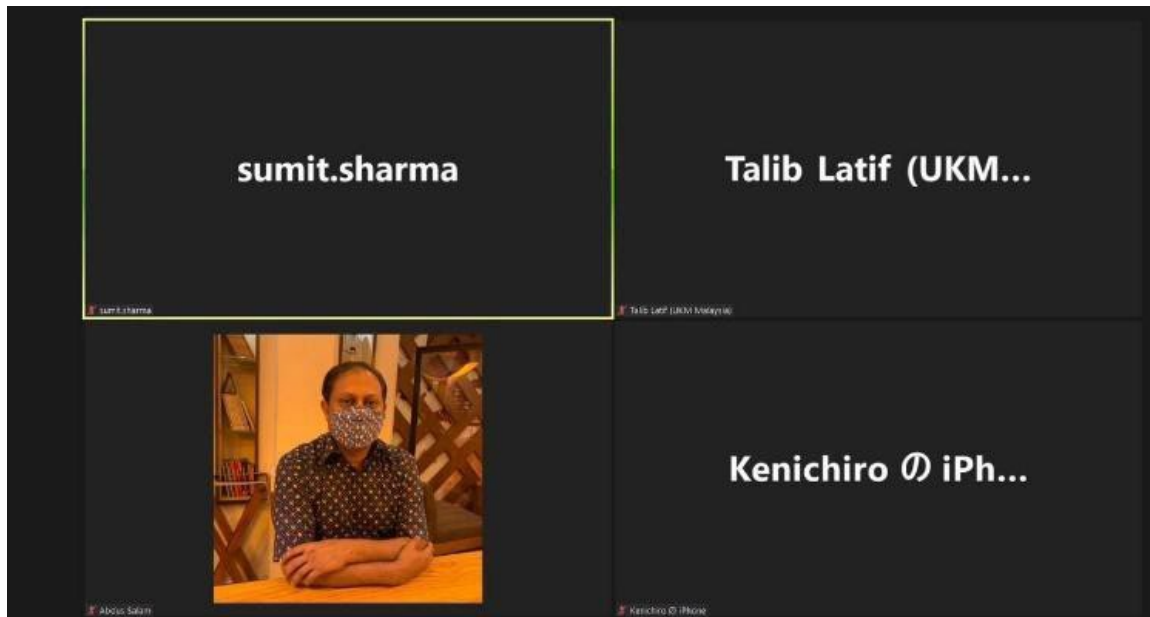 sumit.sharma
Talib Latif (UKM...
sumit.sharma
Talib Latif (UKM Malaysia)
Kenichiro の iPh...
Abdus Salam
Kenichiro の iPhone